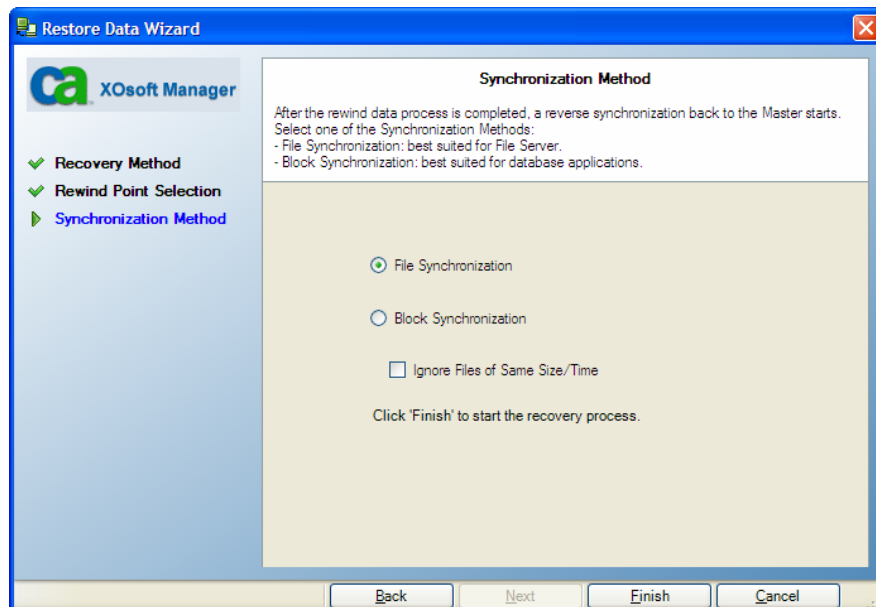 Restore Data Wizard
ca XOsoft Manager
Recovery Method
Rewind Point Selection
Synchronization Method
Synchronization Method
After the rewind data process is completed, a reverse synchronization back to the Master starts.
Select one of the Synchronization Methods:
- File Synchronization: best suited for File Server.
- Block Synchronization: best suited for database applications.
File Synchronization
Block Synchronization
Ignore Files of Same Size/Time
Click 'Finish' to start the recovery process.
Back Next Finish Cancel